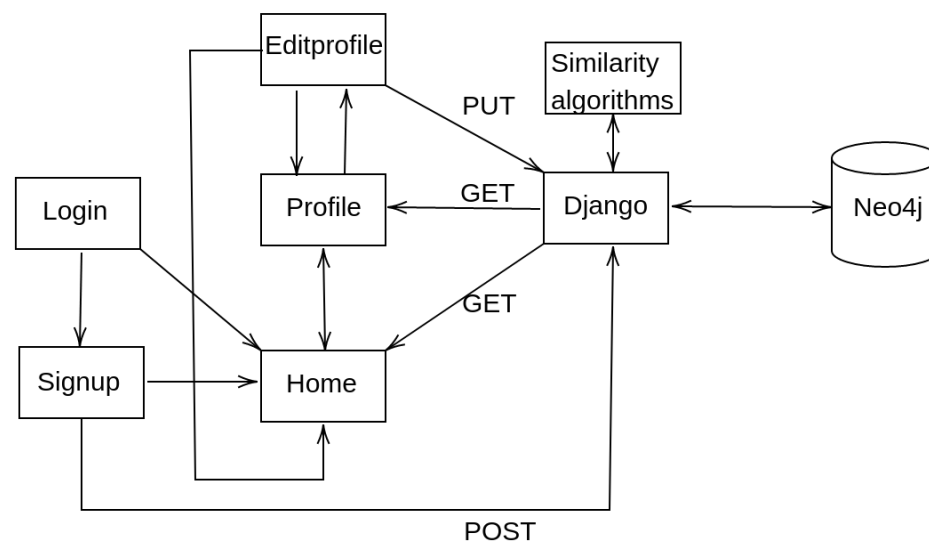 Editprofile
Similarity
algorithms
PUT
Login
Profile
GET
Django
Neo4j
GET
Signup
Home
POST